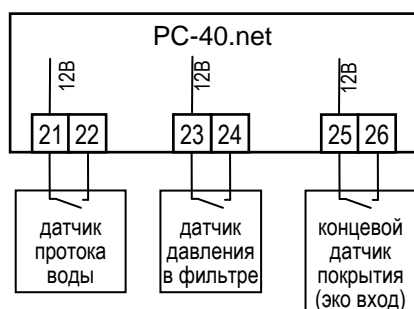 PC-40.net
12В 12В 12В
21 22 23 24 25 26
датчик
протока
воды
датчик
давления
в фильтре
концевой
датчик
покрытия
(эко вход)